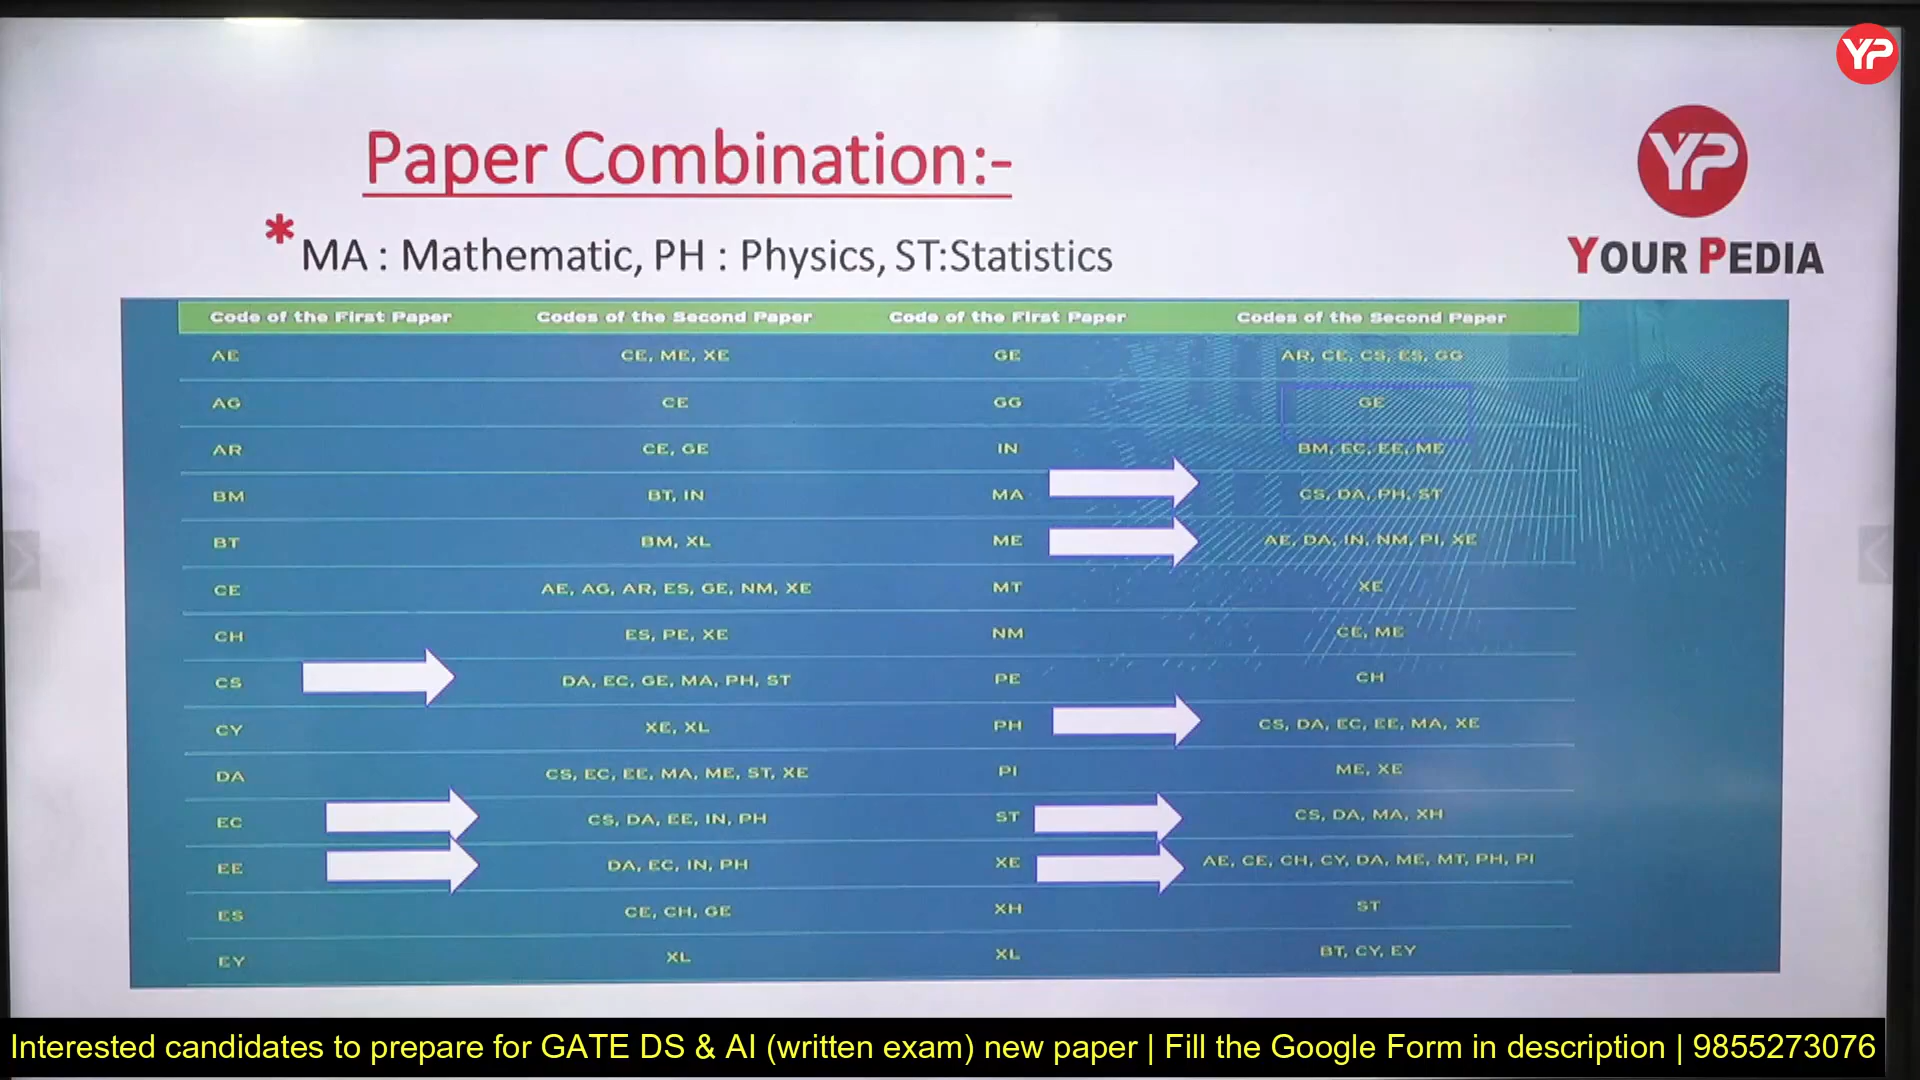 YP
Paper Combination:-
YP
* MA : Mathematic, PH : Physics, ST:Statistics
YOUR PEDIA
Code of the First Paper Codes of the Second Paper Code of the First Paper Codes of the Second Paper
AE CE, ME, XE GE AR, CE, CS, ES, GG
AG CE GG GE
AR CE, GE IN BM, EC, EE, ME
BM BT, IN MA CS, DA, PH, ST
BT BM, XL ME AE, DA, IN, NM, PI, XE
CE AE, AG, AR, ES, GE, NM, XE MT XE
CH ES, PE, XE NM CE, ME
CS DA, EC, GE, MA, PH, ST PE CH
CY XE, XL PH CS, DA, EC, EE, MA, XE
DA CS, EC, EE, MA, ME, ST, XE PI ME, XE
EC CS, DA, EE, IN, PH ST CS, DA, MA, XH
EE DA, EC, IN, PH XE AE, CE, CH, CY, DA, ME, MT, PH, PI
ES CE, CH, GE XH ST
EY XL XL BT, CY, EY
Interested candidates to prepare for GATE DS & AI (written exam) new paper | Fill the Google Form in description | 9855273076